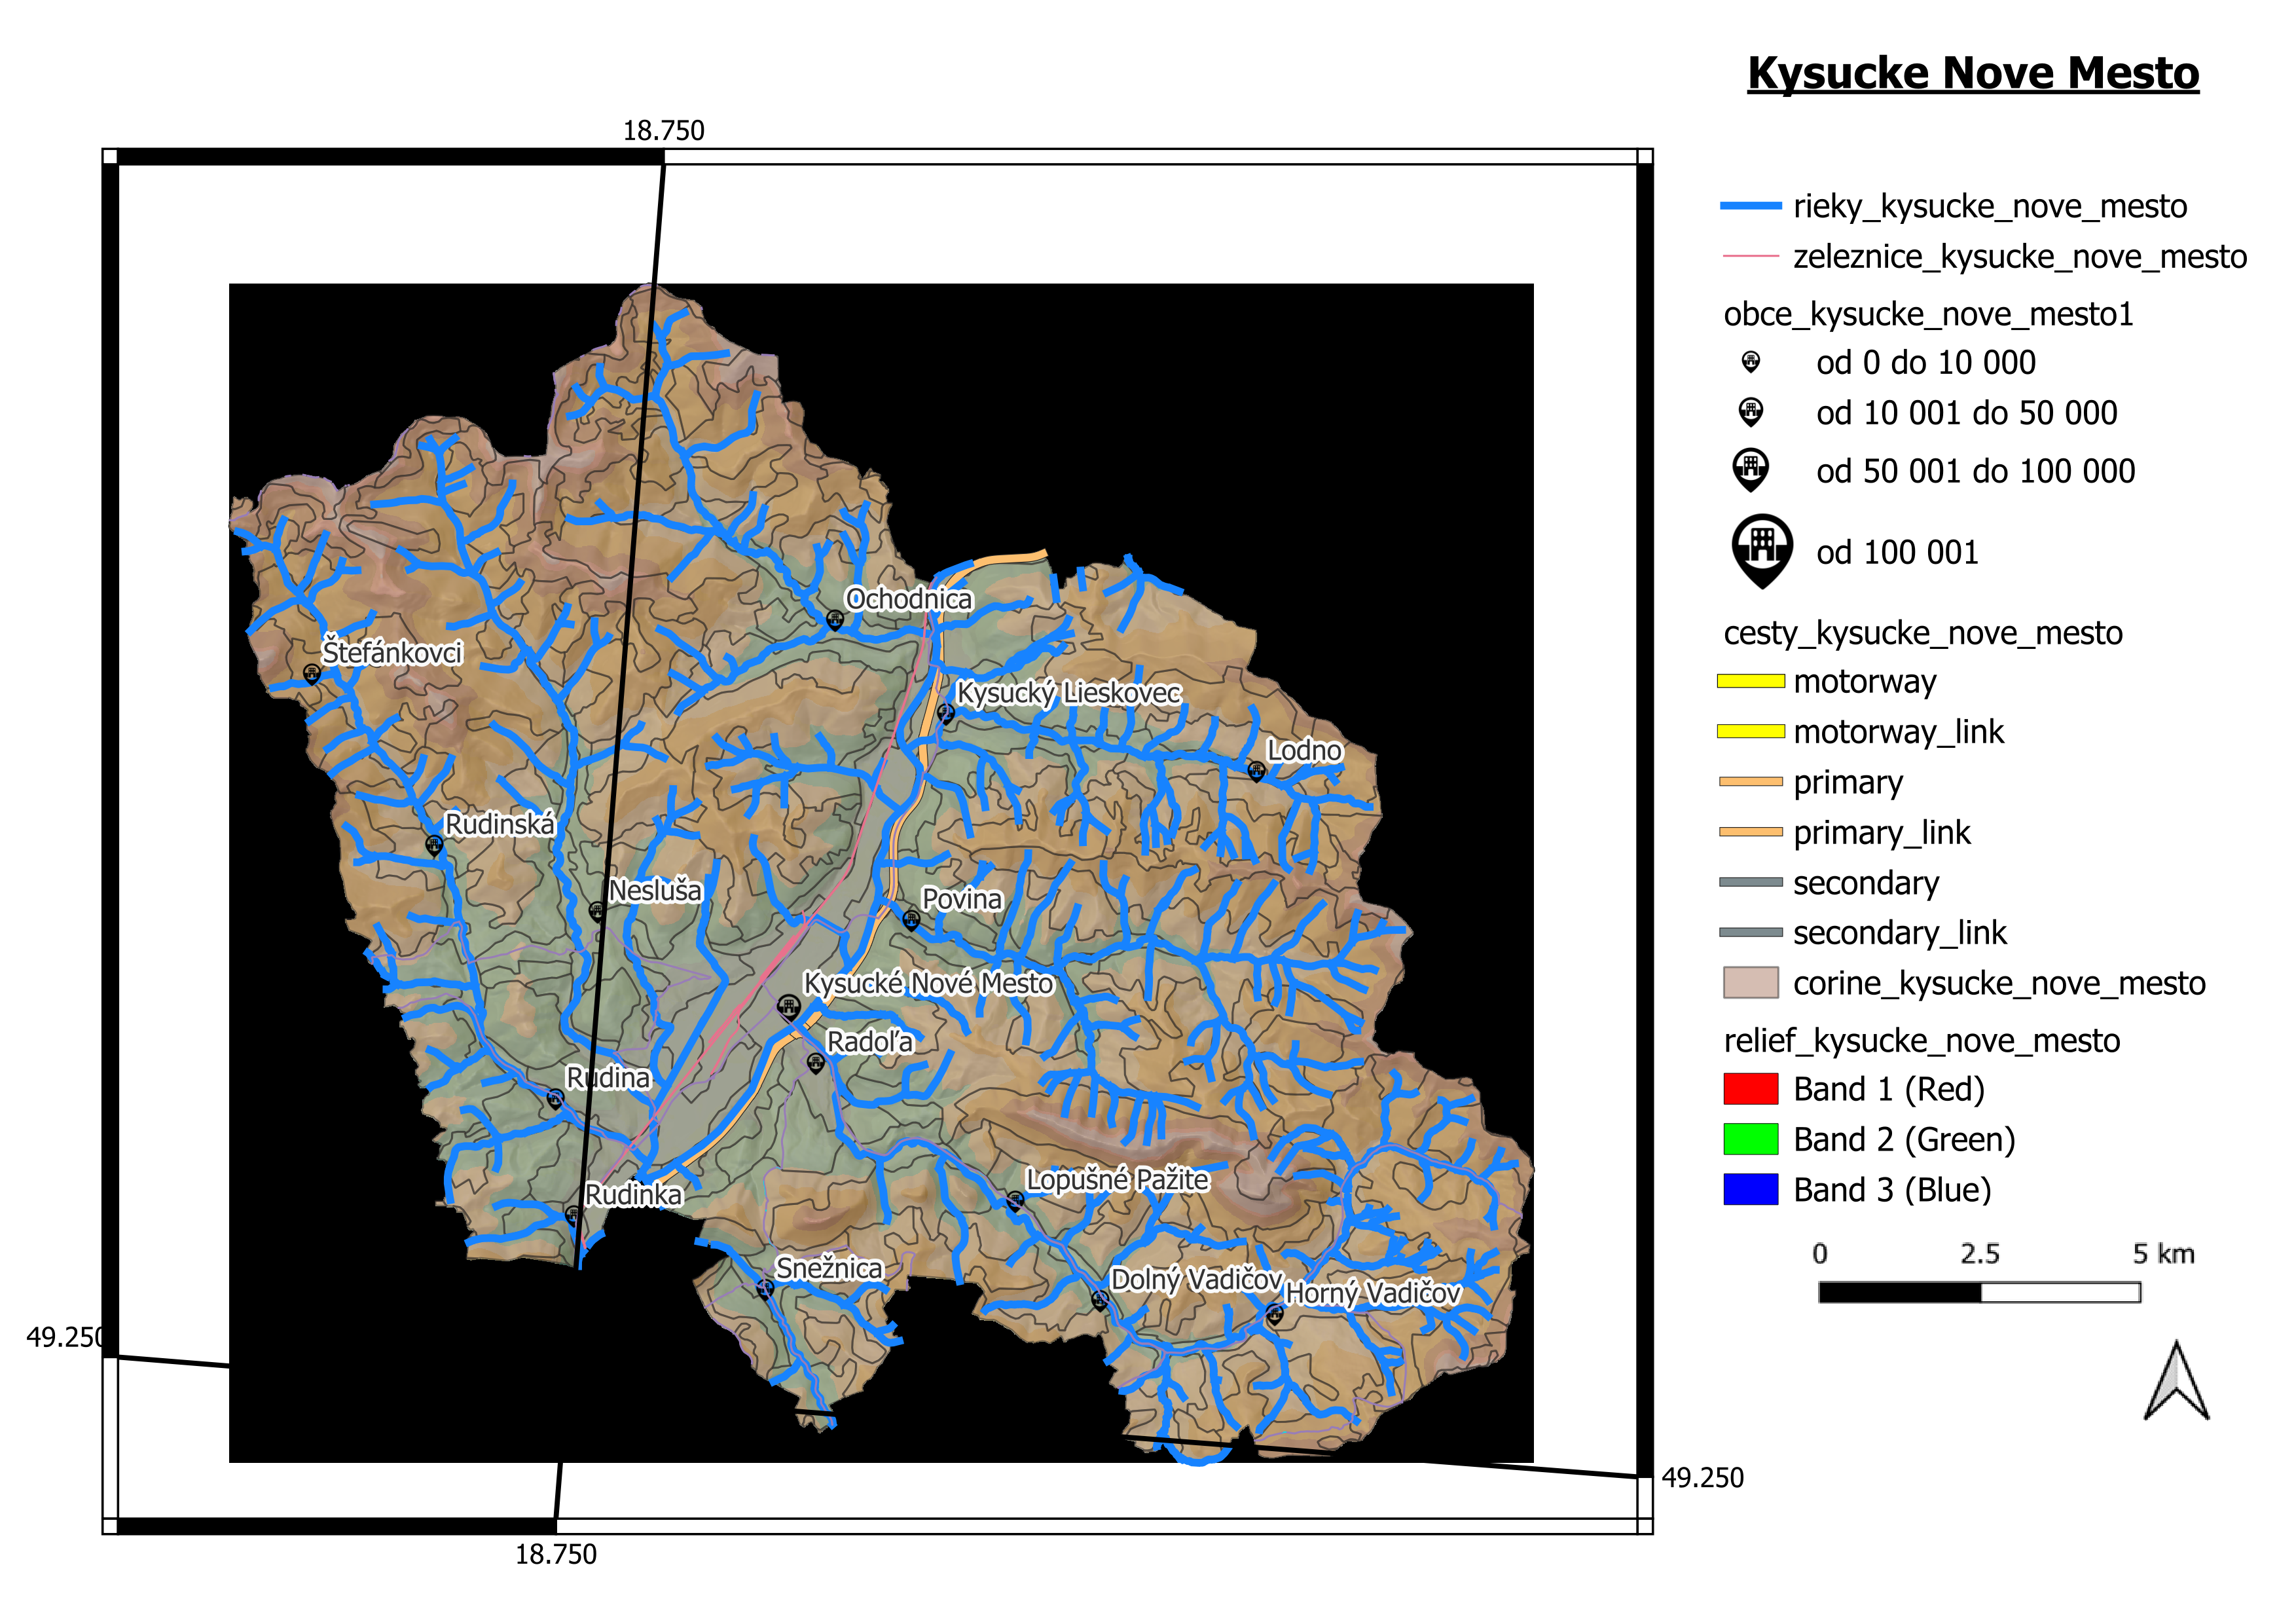 Kysucke Nove Mesto
18.750
rieky_kysucke_nove_mesto
zeleznice_kysucke_nove_mesto
obce_kysucke_nove_mesto1
od 0 do 10 000
od 10 001 do 50 000
od 50 001 do 100 000
od 100 001
cesty_kysucke_nove_mesto
motorway
motorway_link
primary
primary_link
secondary
secondary_link
corine_kysucke_nove_mesto
relief_kysucke_nove_mesto
Band 1 (Red)
Band 2 (Green)
Band 3 (Blue)
0 2.5 5 km
Ochodnica
Štefánkovci
Kysucký Lieskovec
Lodno
Rudinská
Nesluša
Povina
Kysucké Nové Mesto
Radoľa
Rudina
Lopušné Pažite
Rudinka
Snežnica
Dolný Vadičov
Horný Vadičov
49.250
49.250
18.750